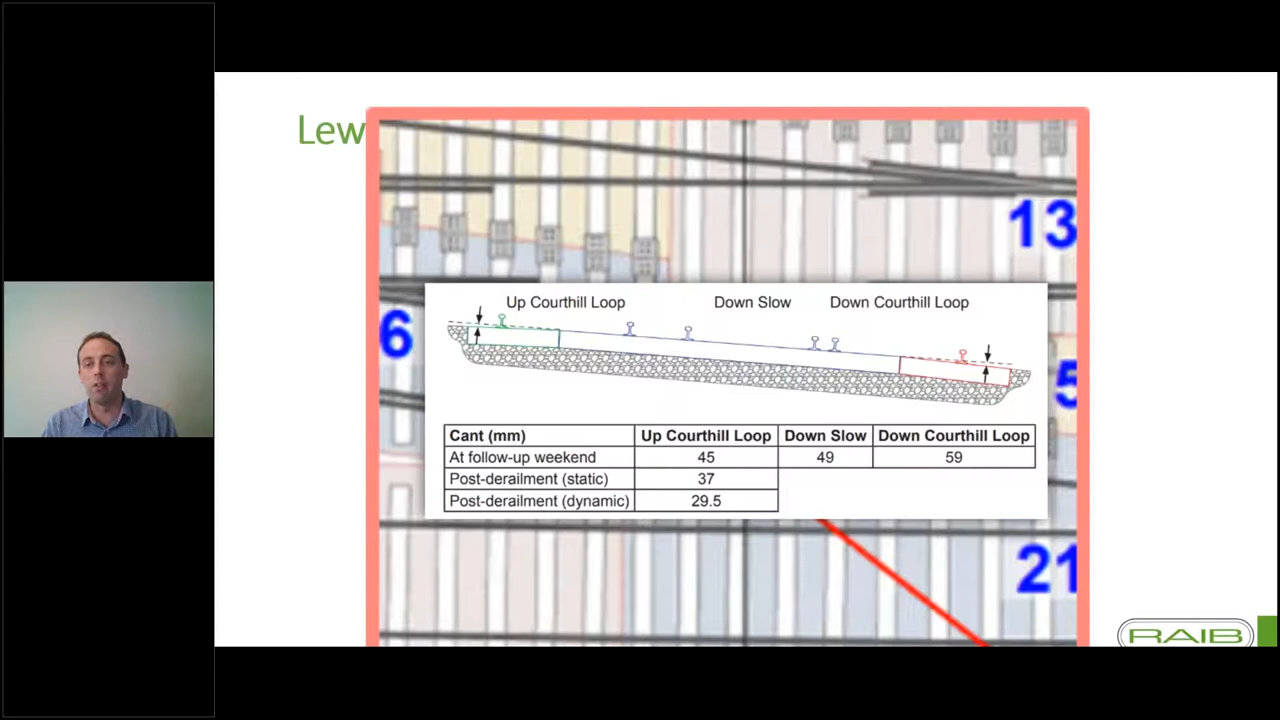 Lew
13
6
5
21
Up Courthill Loop Down Slow Down Courthill Loop
Cant (mm) Up Courthill Loop Down Slow Down Courthill Loop
At follow-up weekend 45 49 59
Post-derailment (static) 37
Post-derailment (dynamic) 29.5
RAIB